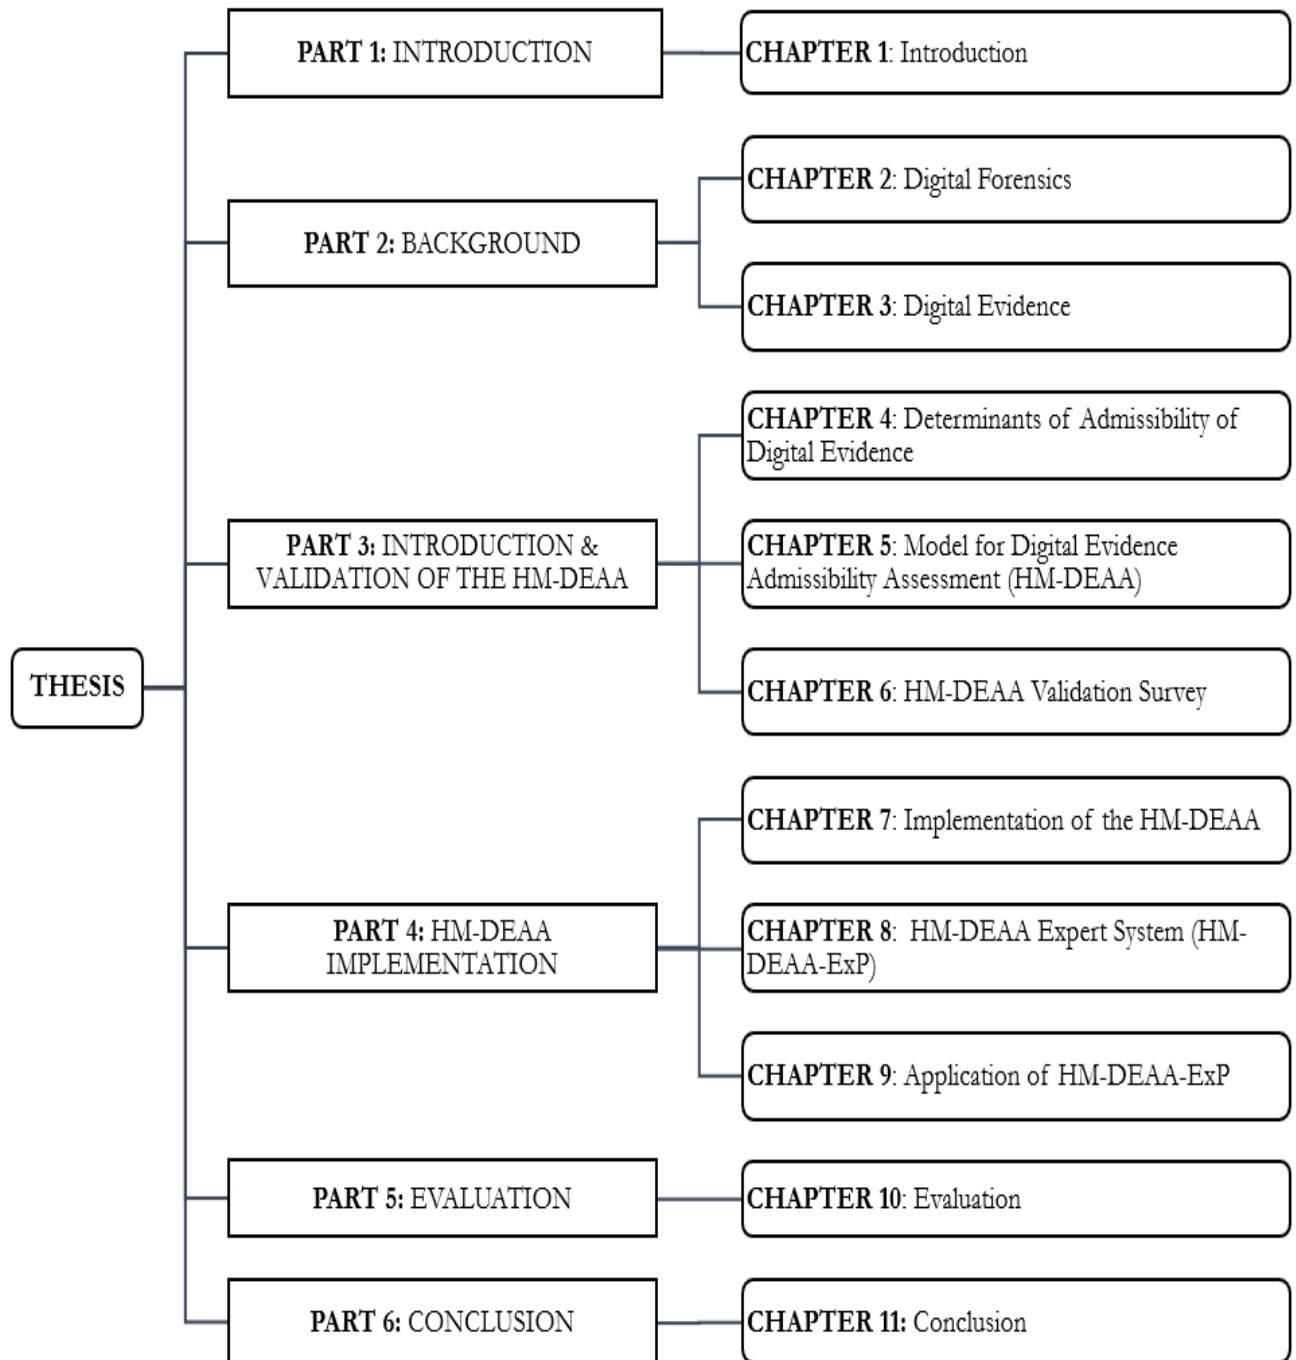 PART 1: INTRODUCTION
CHAPTER 1: Introduction
PART 2: BACKGROUND
CHAPTER 2: Digital Forensics
CHAPTER 3: Digital Evidence
PART 3: INTRODUCTION &
VALIDATION OF THE HM-DEAA
CHAPTER 4: Determinants of Admissibility of
Digital Evidence
CHAPTER 5: Model for Digital Evidence
Admissibility Assessment (HM-DEAA)
CHAPTER 6: HM-DEAA Validation Survey
THESIS
PART 4: HM-DEAA
IMPLEMENTATION
CHAPTER 7: Implementation of the HM-DEAA
CHAPTER 8: HM-DEAA Expert System (HM-
DEAA-ExP)
CHAPTER 9: Application of HM-DEAA-ExP
PART 5: EVALUATION
CHAPTER 10: Evaluation
PART 6: CONCLUSION
CHAPTER 11: Conclusion